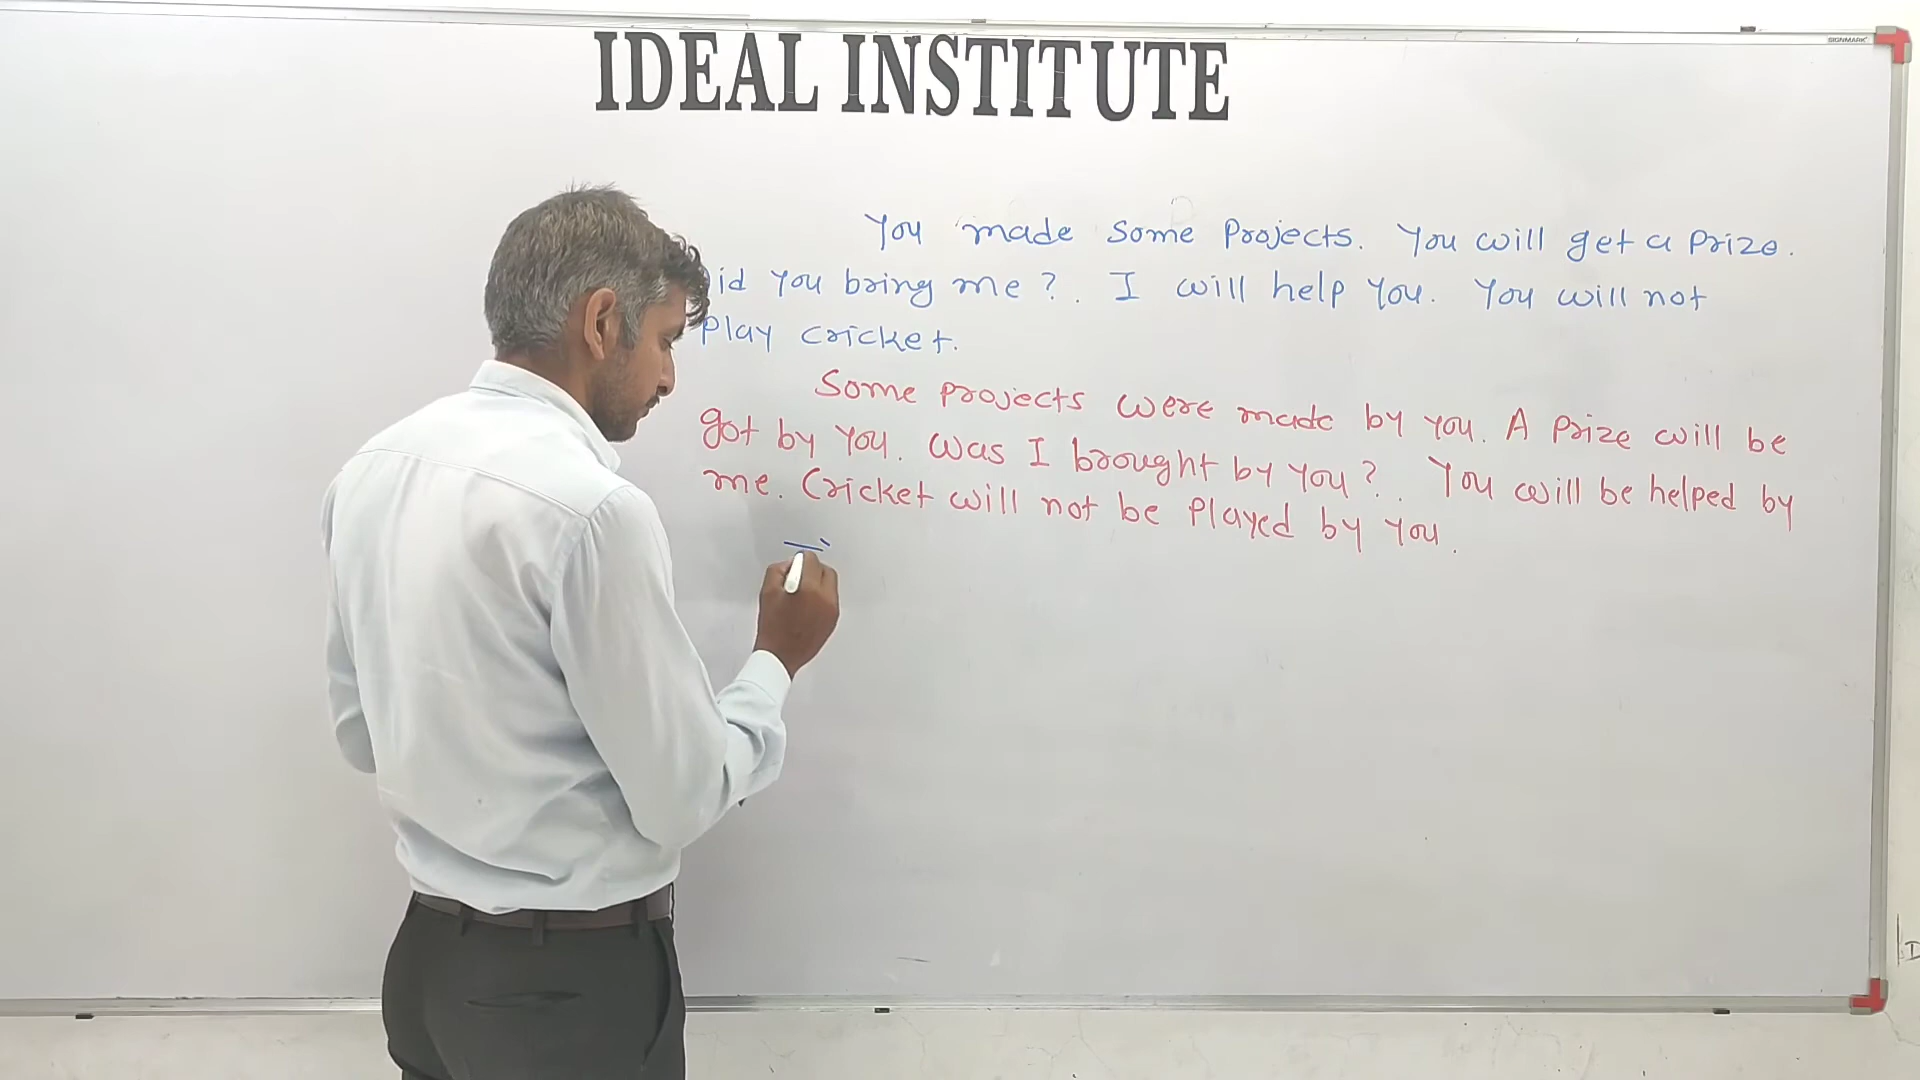 SIGNMARK
IDEAL INSTITUTE
You made some Projects. You will get a Prize.
id you bring me ?. I will help you. You will not
Play cricket.
Some projects were made by you. A Prize will be
got by you. Was I brought by you ?. You will be helped by
me. Cricket will not be Played by you.